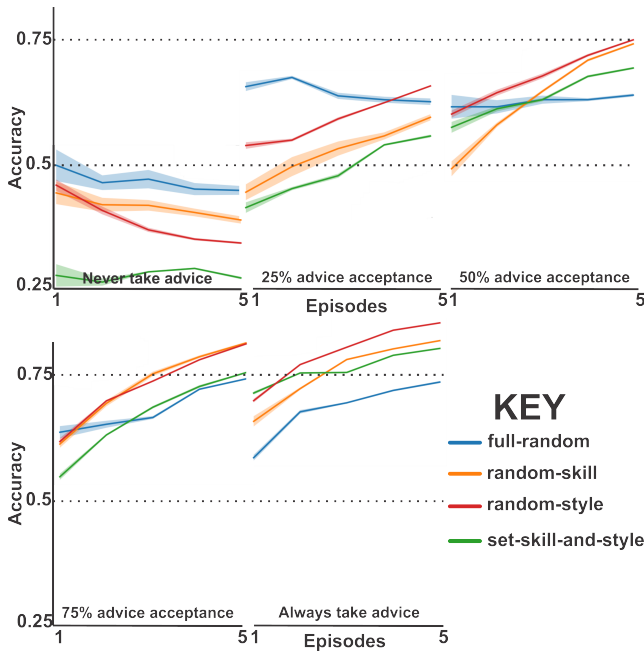 0.75
Accuracy
0.5
0.25
Never take advice
25% advice acceptance
50% advice acceptance
1
5
1
Episodes
5
1
5
0.75
Accuracy
0.5
0.25
75% advice acceptance
Always take advice
1
5
1
Episodes
5
KEY
full-random
random-skill
random-style
set-skill-and-style